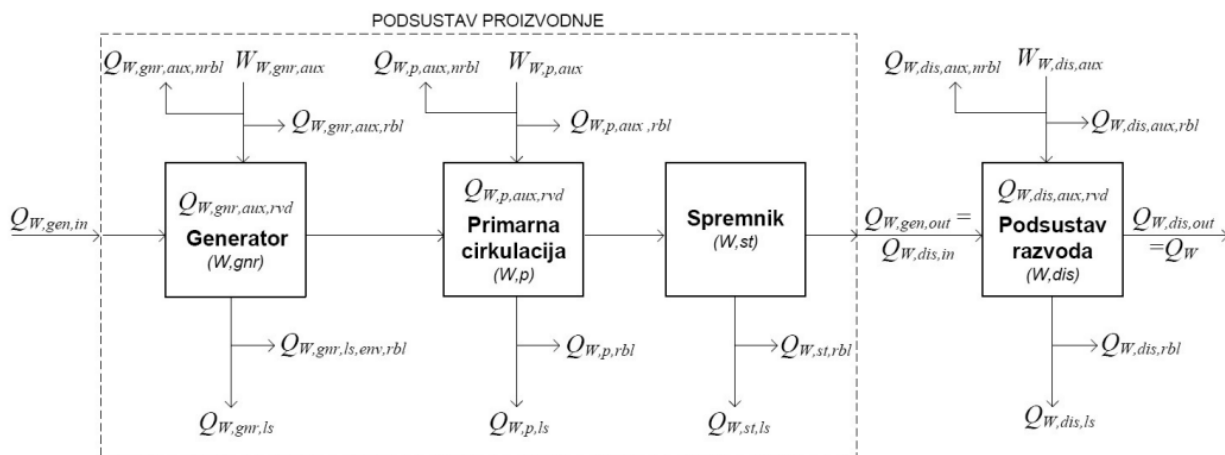 PODSUSTAV PROIZVODNJE
Q_{W,gnr,aux,nrbl} W_{W,gnr,aux} Q_{W,p,aux,nrbl} W_{W,p,aux} Q_{W,dis,aux,nrbl} W_{W,dis,aux}
Q_{W,gnr,aux,rbl} Q_{W,p,aux ,rbl} Q_{W,dis,aux,rbl}
Q_{W,gnr,aux,rvd} Q_{W,p,aux,rvd} Q_{W,dis,aux,rvd}
Q_{W,gen,in} Generator Primarna Spremnik Q_{W,gen,out} = Podsustav Q_{W,dis,out}
(W,gnr) cirkulacija (W,st) Q_{W,dis,in} razvoda =Q_W
(W,p) (W,dis)
Q_{W,gnr,ls,env,rbl} Q_{W,p,rbl} Q_{W,st,rbl} Q_{W,dis,rbl}
Q_{W,gnr,ls} Q_{W,p,ls} Q_{W,st,ls} Q_{W,dis,ls}